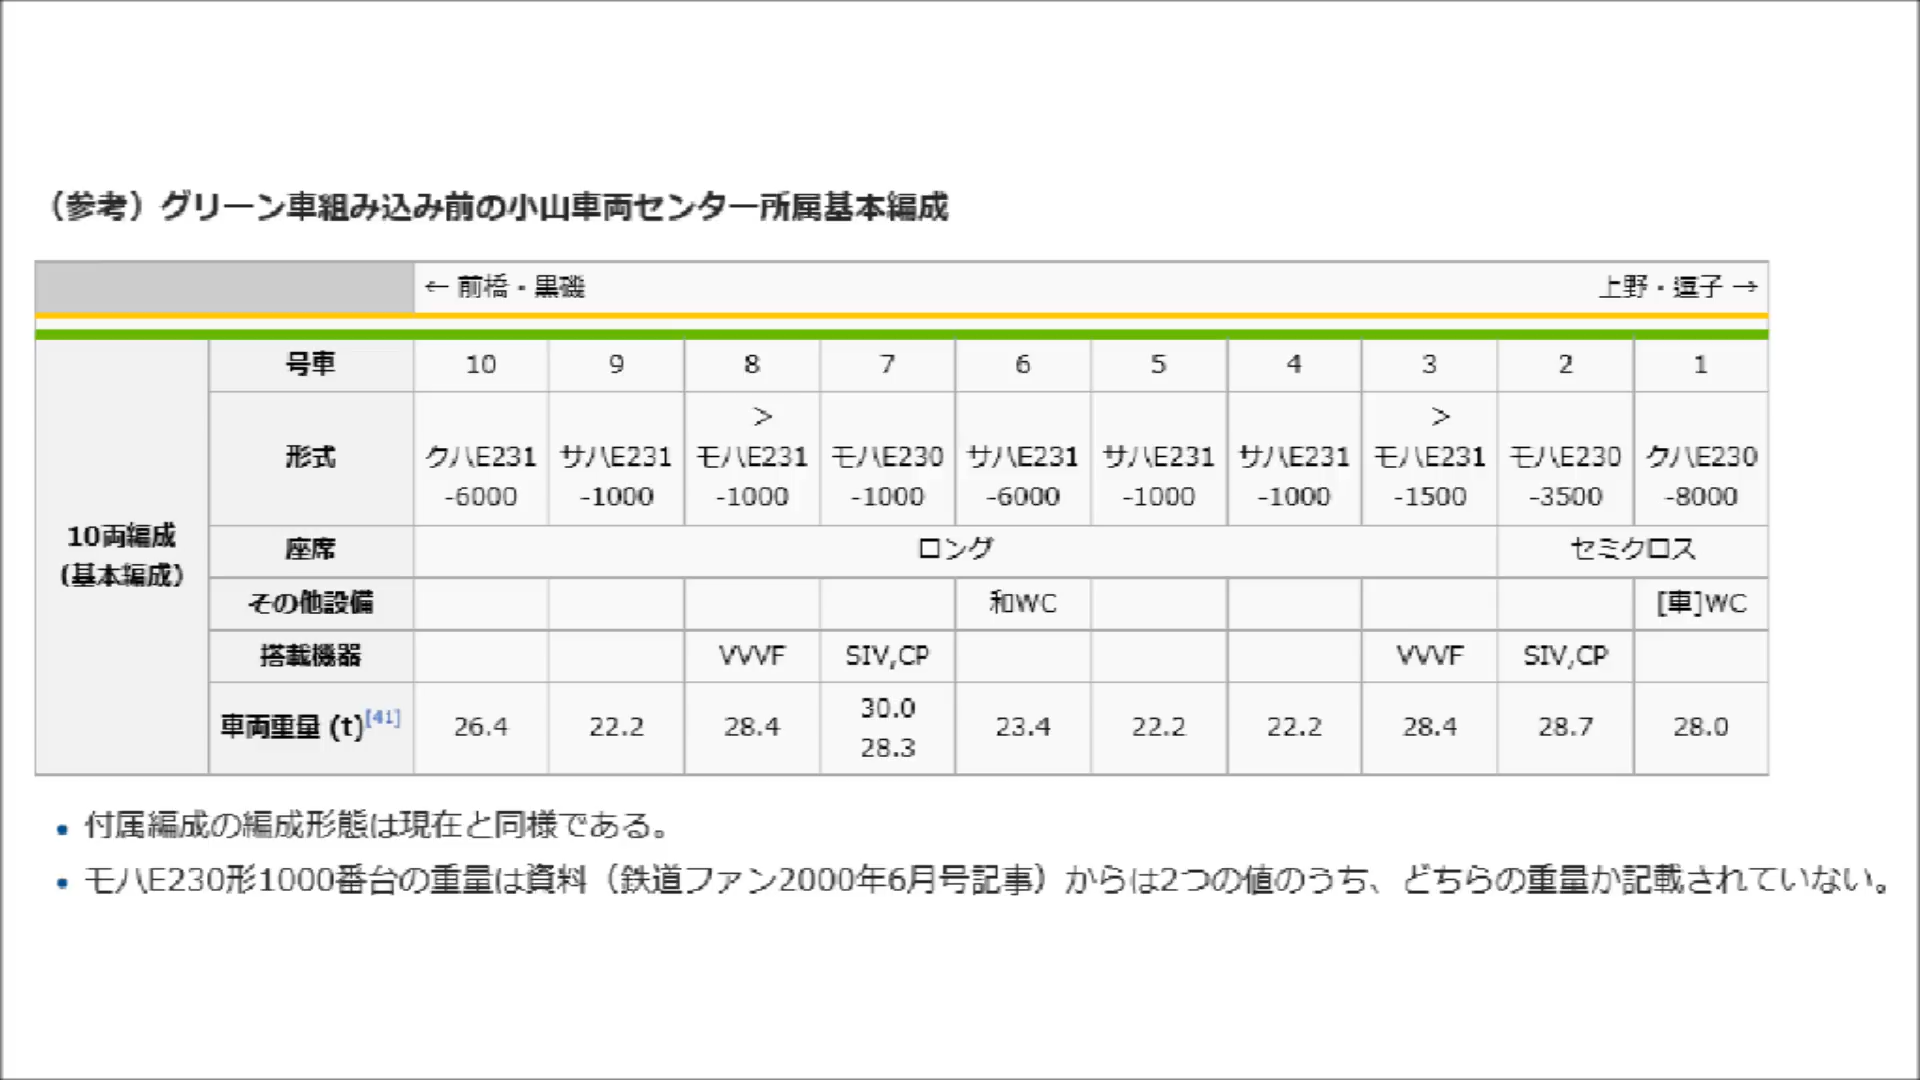 （参考）グリーン車組み込み前の小山車両センター所属基本編成
← 前橋・黒磯 上野・逗子 →
号車 10 9 8 7 6 5 4 3 2 1
> >
形式 クハE231 サハE231 モハE231 モハE230 サハE231 サハE231 サハE231 モハE231 モハE230 クハE230
-6000 -1000 -1000 -1000 -6000 -1000 -1000 -1500 -3500 -8000
10両編成
(基本編成)
座席 ロング セミクロス
その他設備 和WC [車]WC
搭載機器 VVVF SIV,CP VVVF SIV,CP
車両重量 (t)[41] 26.4 22.2 28.4 30.0 23.4 22.2 22.2 28.4 28.7 28.0
28.3
• 付属編成の編成形態は現在と同様である。
• モハE230形1000番台の重量は資料（鉄道ファン2000年6月号記事）からは2つの値のうち、どちらの重量か記載されていない。